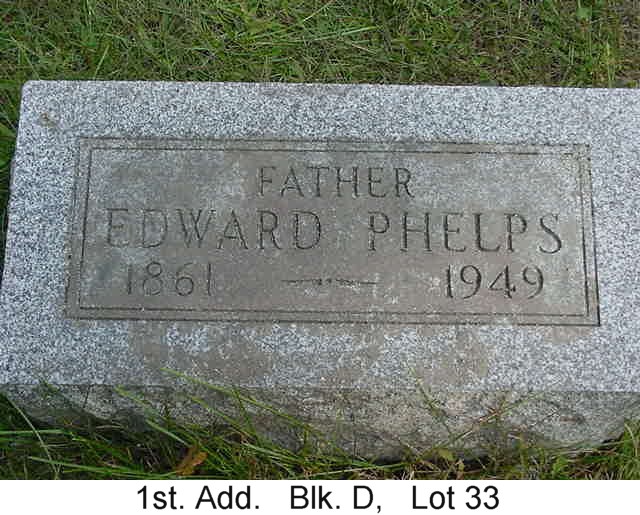 FATHER
EDWARD PHELPS
1861 — 1949
1st. Add. Blk. D, Lot 33